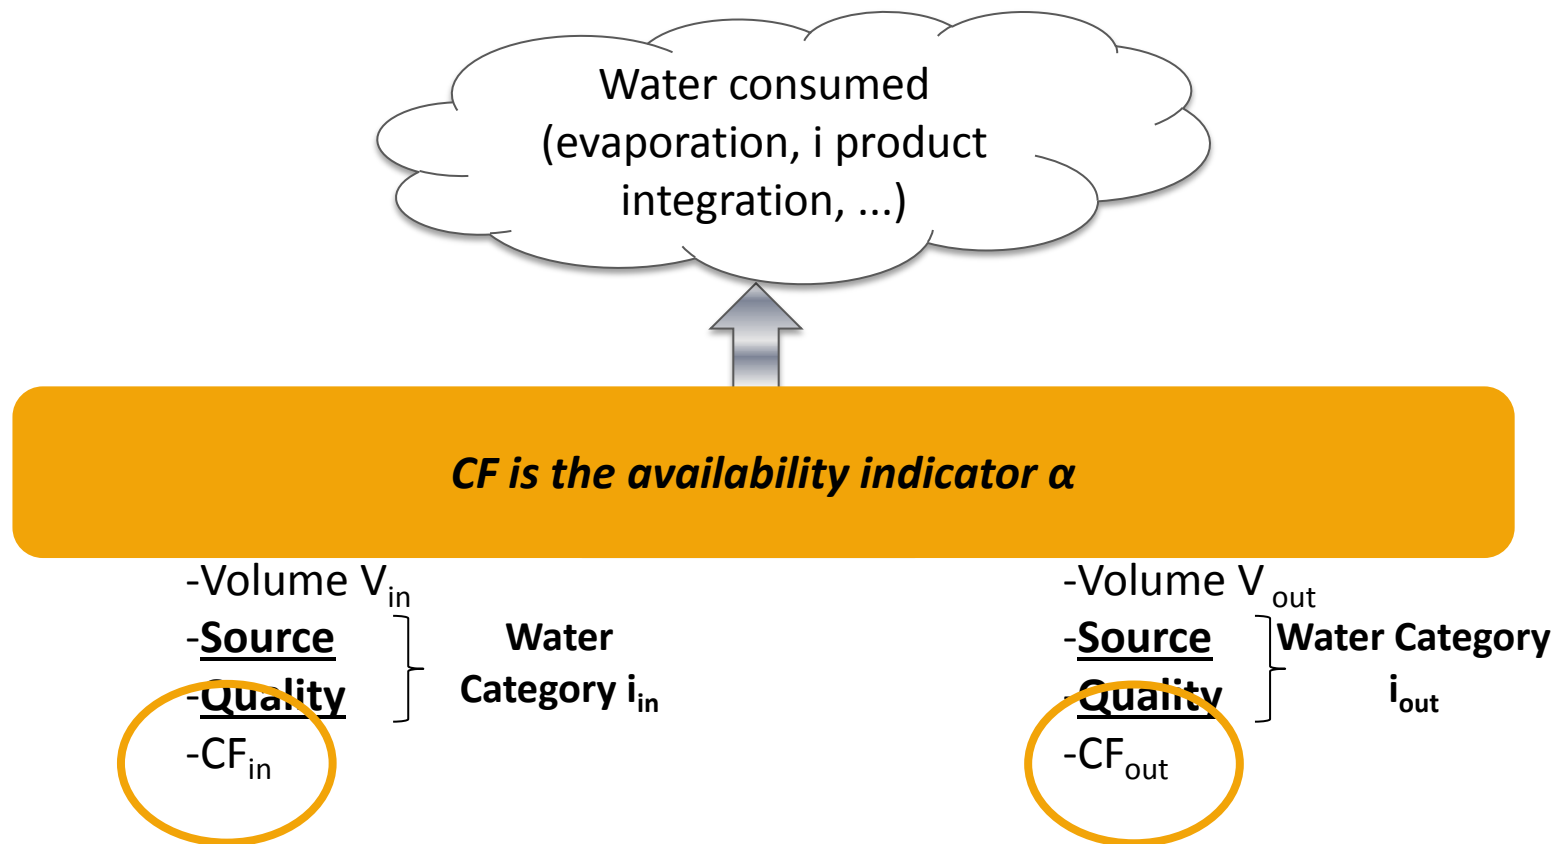 Water consumed
(evaporation, i product
integration, ...)
CF is the availability indicator α
-Volume Vin
-Source
-Quality
-CFin
Water
Category iin
-Volume V out
-Source
-Quality
-CFout
Water Category
iout